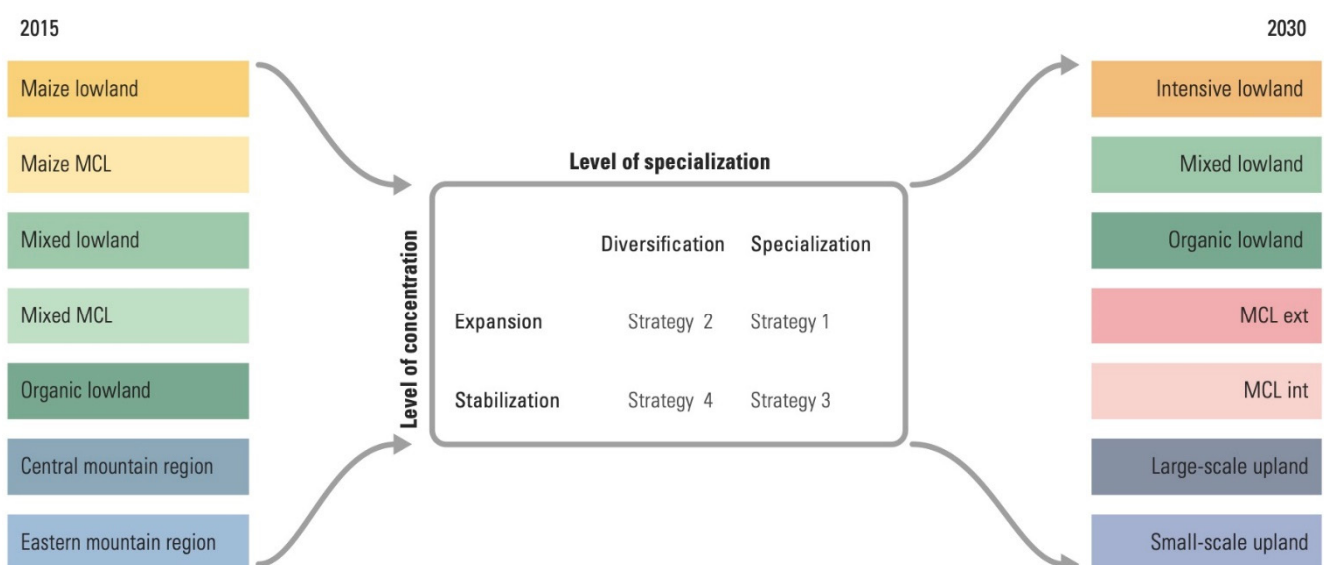 2015
2030
Maize lowland
Maize MCL
Mixed lowland
Mixed MCL
Organic lowland
Central mountain region
Eastern mountain region
Level of specialization
Level of concentration
Diversification Specialization
Expansion Strategy 2 Strategy 1
Stabilization Strategy 4 Strategy 3
Intensive lowland
Mixed lowland
Organic lowland
MCL ext
MCL int
Large-scale upland
Small-scale upland